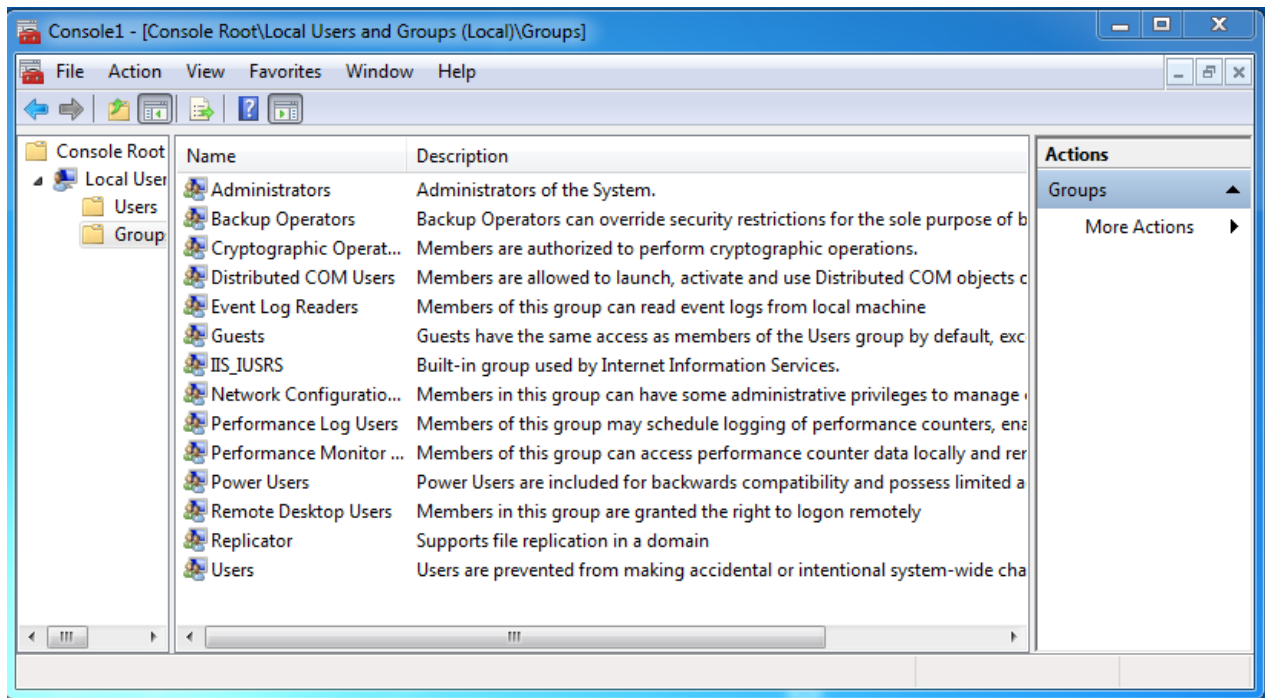 Console1 - [Console Root\Local Users and Groups (Local)\Groups]
File Action View Favorites Window Help
Console Root
Local User
Users
Group
Name Description
Administrators Administrators of the System.
Backup Operators Backup Operators can override security restrictions for the sole purpose of b
Cryptographic Operat... Members are authorized to perform cryptographic operations.
Distributed COM Users Members are allowed to launch, activate and use Distributed COM objects c
Event Log Readers Members of this group can read event logs from local machine
Guests Guests have the same access as members of the Users group by default, exc
IIS_IUSRS Built-in group used by Internet Information Services.
Network Configuratio... Members in this group can have some administrative privileges to manage
Performance Log Users Members of this group may schedule logging of performance counters, ena
Performance Monitor ... Members of this group can access performance counter data locally and rer
Power Users Power Users are included for backwards compatibility and possess limited a
Remote Desktop Users Members in this group are granted the right to logon remotely
Replicator Supports file replication in a domain
Users Users are prevented from making accidental or intentional system-wide cha
Actions
Groups
More Actions